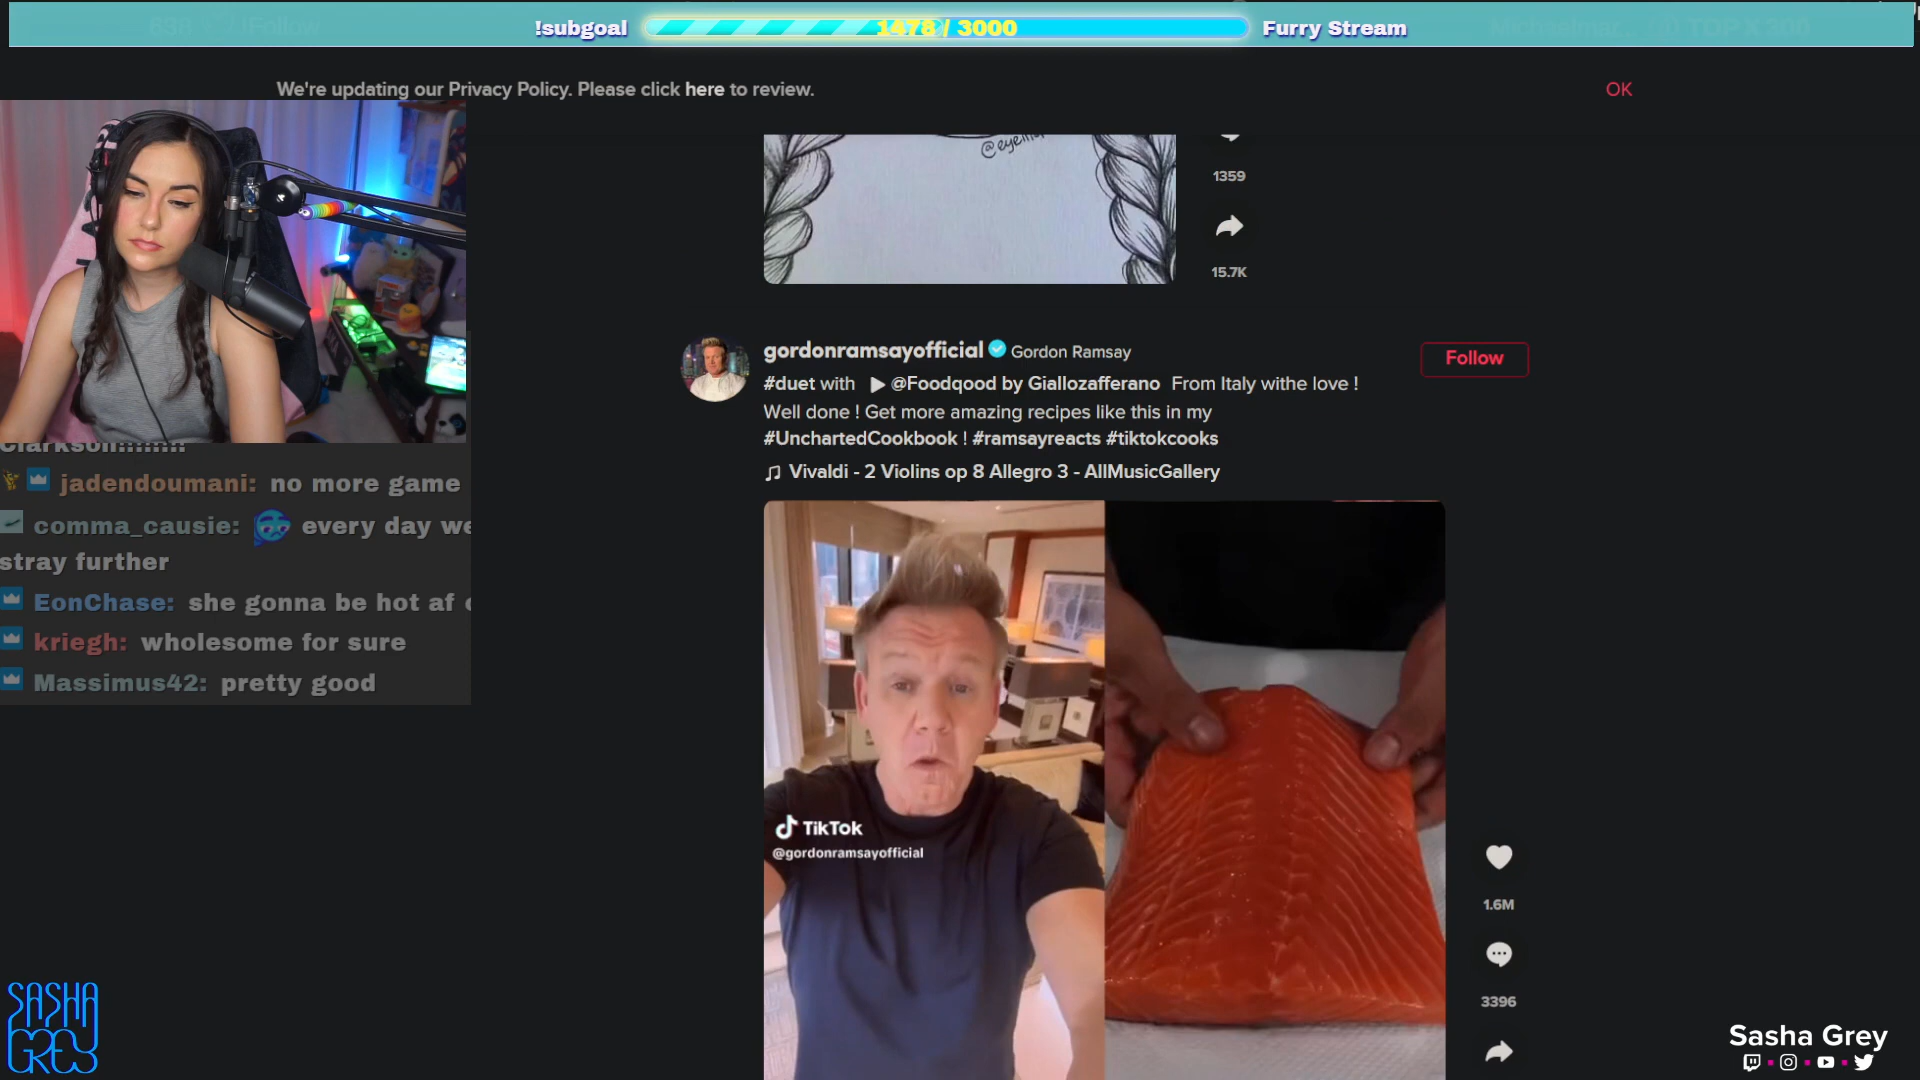 !subgoal 1478 / 3000 Furry Stream
We're updating our Privacy Policy. Please click here to review. OK
1359
15.7K
gordonramsayofficial Gordon Ramsay
Follow
#duet with @Foodqood by Giallozafferano From Italy withe love !
Well done ! Get more amazing recipes like this in my
#UnchartedCookbook ! #ramsayreacts #tiktokcooks
Vivaldi - 2 Violins op 8 Allegro 3 - AllMusicGallery
jadendoumani: no more game
comma_causie: every day we
stray further
EonChase: she gonna be hot af
kriegh: wholesome for sure
Massimus42: pretty good
TikTok
@gordonramsayofficial
1.6M
3396
SASHA
GREY
Sasha Grey